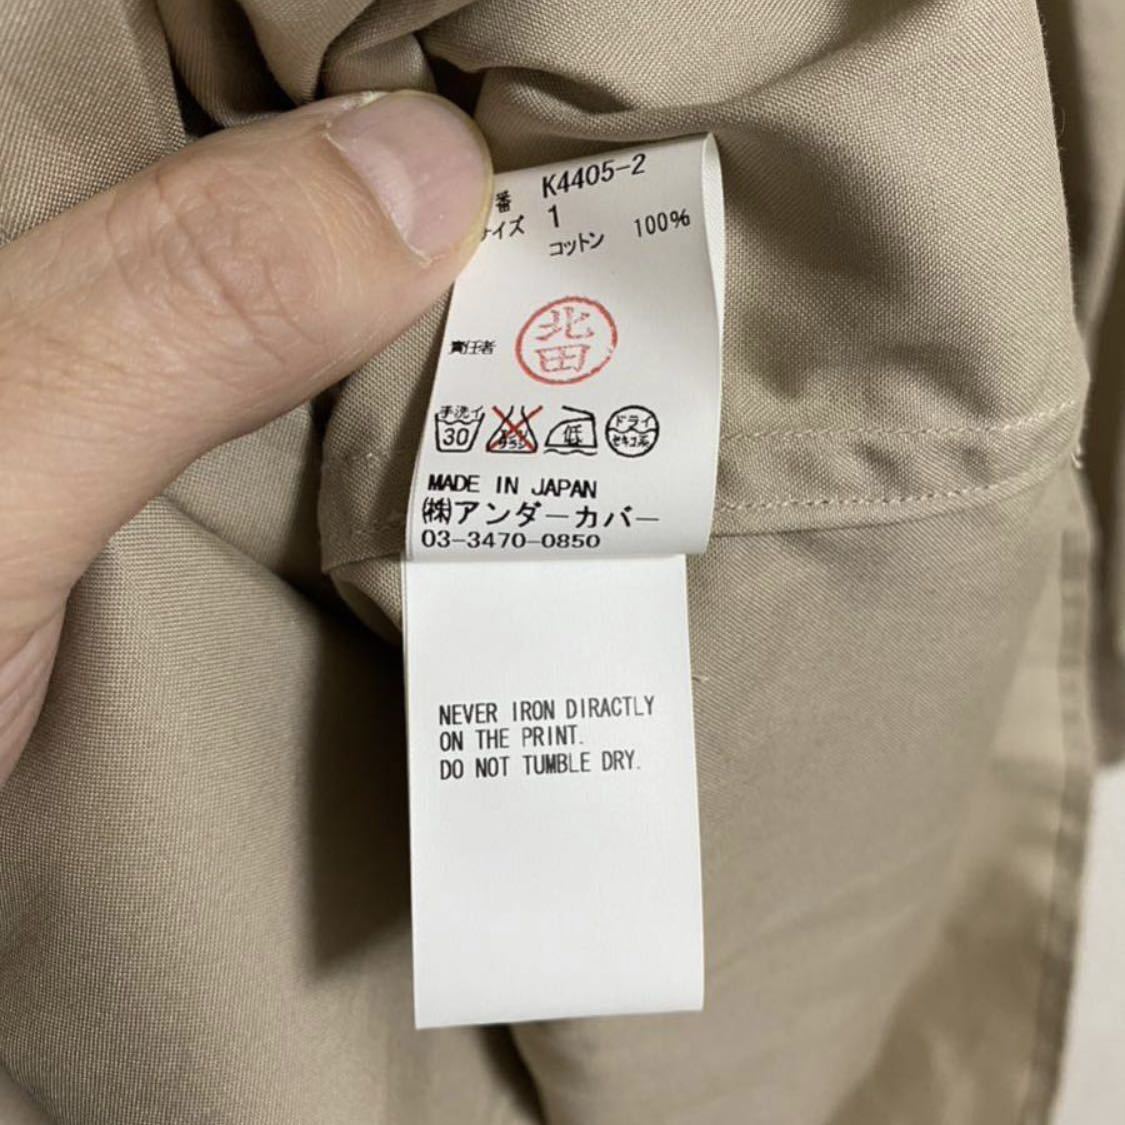 番 K4405-2
サイズ 1
コットン 100%
北
田
責任者
手洗イ
30
低
ドライ
セキユ系
MADE IN JAPAN
㈱アンダーカバー
03-3470-0850
NEVER IRON DIRACTLY
ON THE PRINT.
DO NOT TUMBLE DRY.